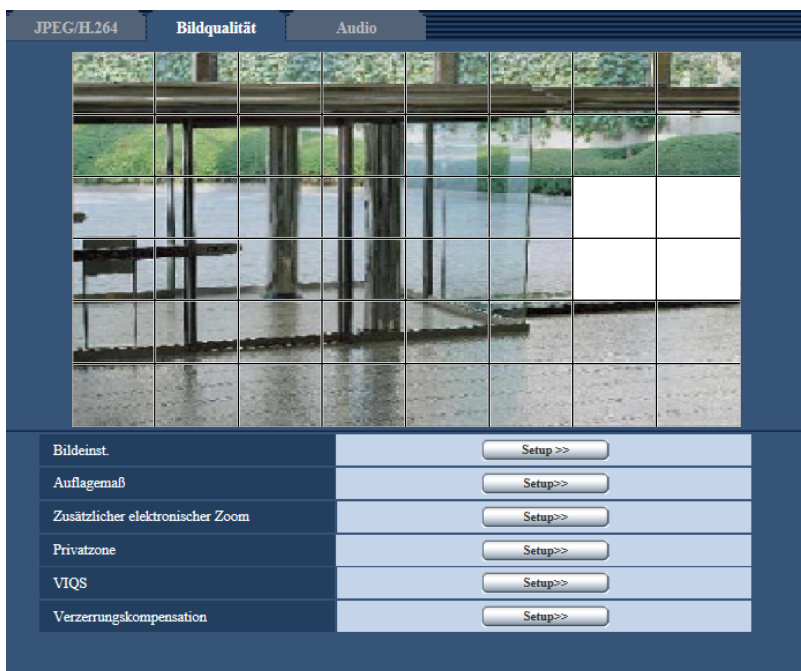 JPEG/H.264 Bildqualität Audio
Bildeinst. Setup >>
Auflagemaß Setup>>
Zusätzlicher elektronischer Zoom Setup>>
Privatzone Setup>>
VIQS Setup>>
Verzerrungskompensation Setup>>